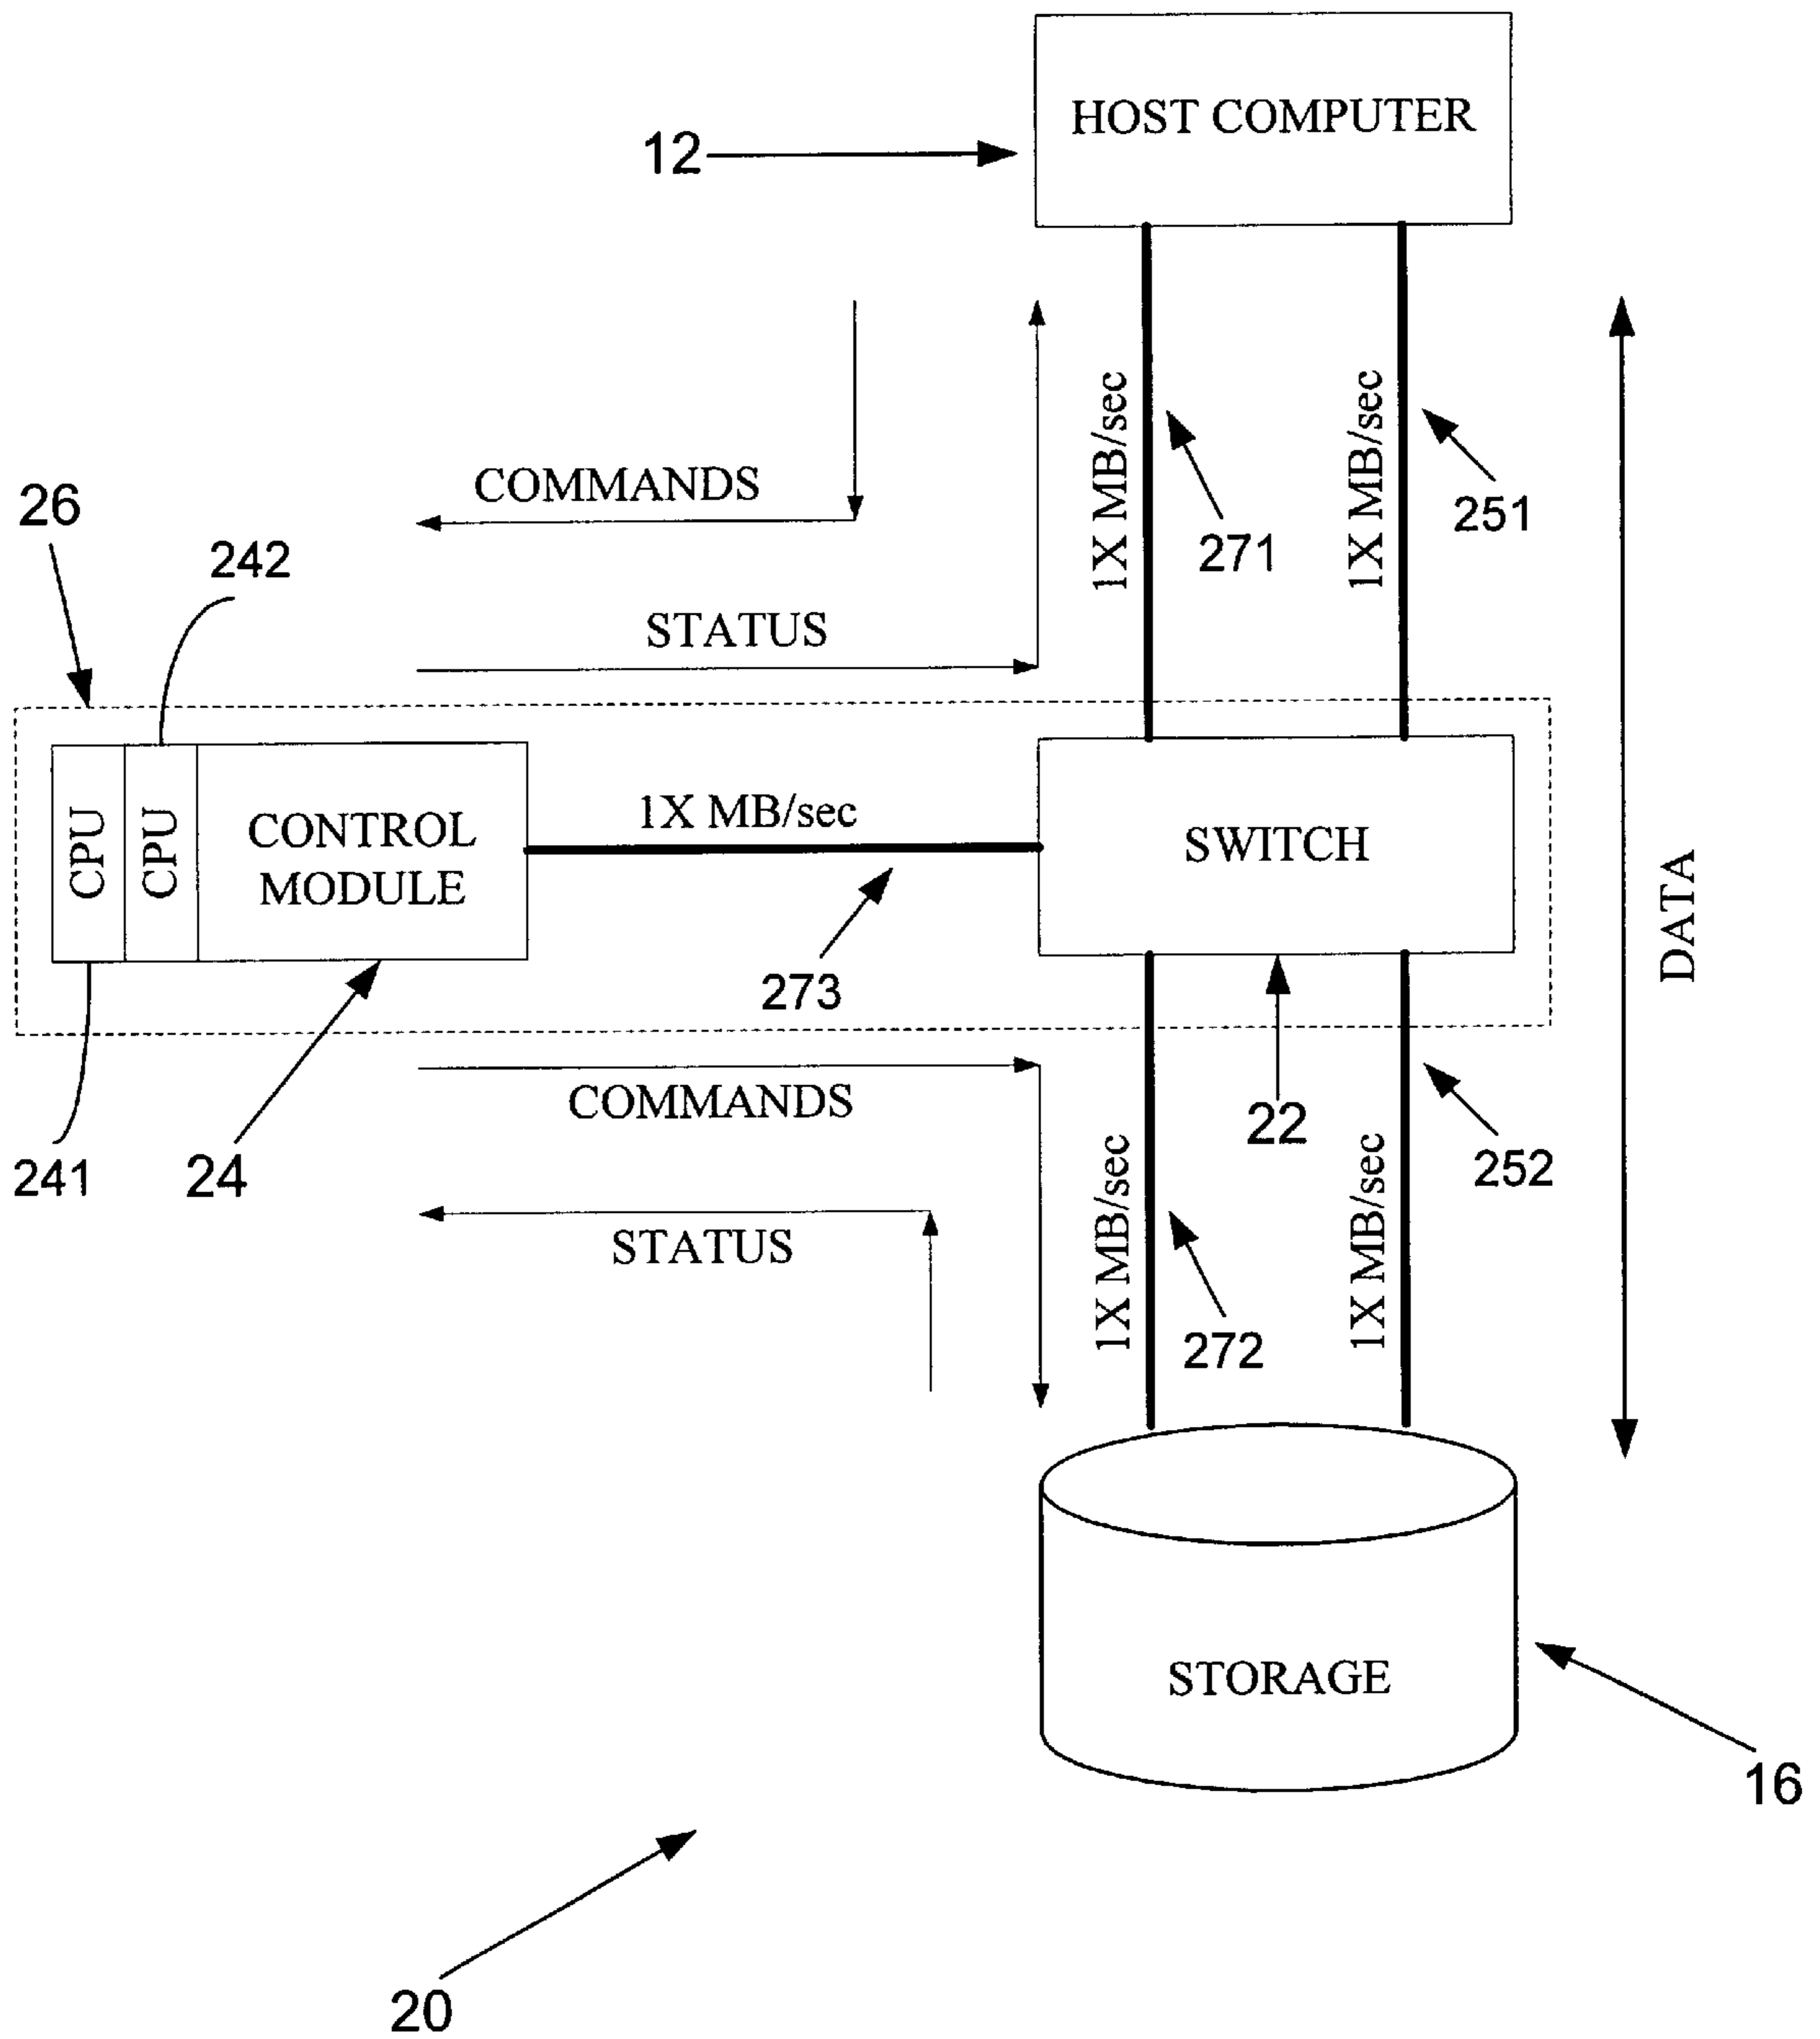 HOST COMPUTER
12
1X MB/sec
1X MB/sec
251
271
COMMANDS
26
242
STATUS
CPU
CPU
CONTROL
MODULE
1X MB/sec
SWITCH
DATA
273
COMMANDS
22
241
24
252
1X MB/sec
1X MB/sec
STATUS
272
STORAGE
16
20